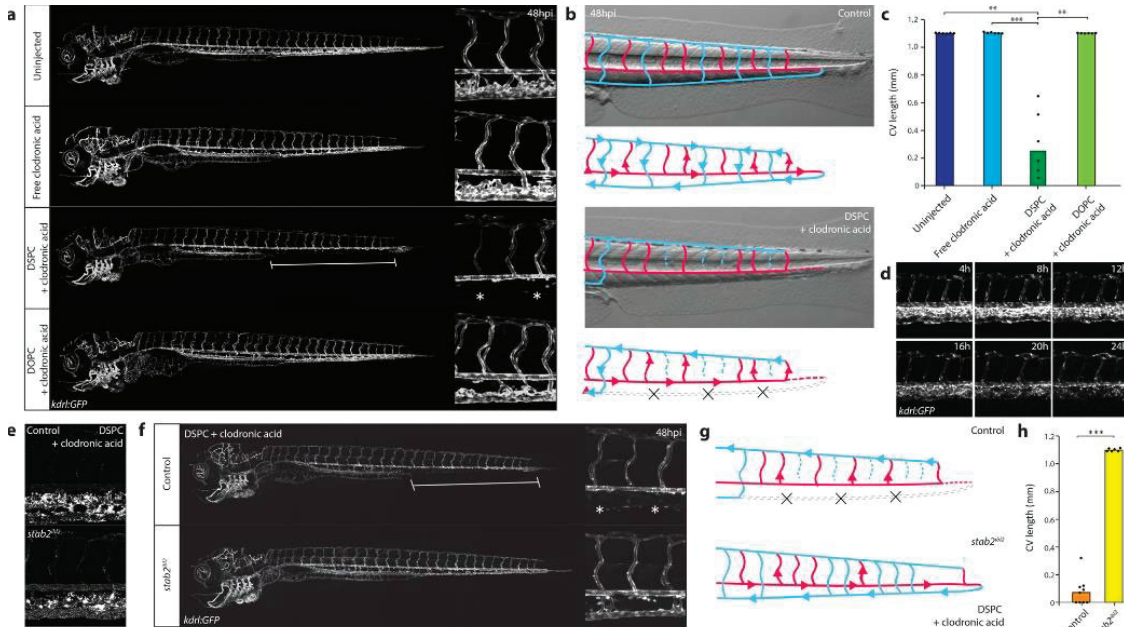 a
48hpi
Uninjected
Free clodronic acid
DSPC
+ clodronic acid
*
*
DOPC
+ clodronic acid
kdrl:GFP
b
48hpi
Control
DSPC
+ clodronic acid
c
**
***
**
CV length (mm)
1.2
1.0
0.8
0.6
0.4
0.2
0
Uninjected
Free clodronic acid
DSPC
+ clodronic acid
DOPC
+ clodronic acid
d
4h
8h
12h
16h
20h
24h
kdrl:GFP
e
Control
DSPC
+ clodronic acid
f
DSPC + clodronic acid
48hpi
Control
*
*
kdrl:GFP
g
Control
DSPC
+ clodronic acid
h
***
CV length (mm)
1.2
1.0
0.8
0.6
0.4
0.2
0